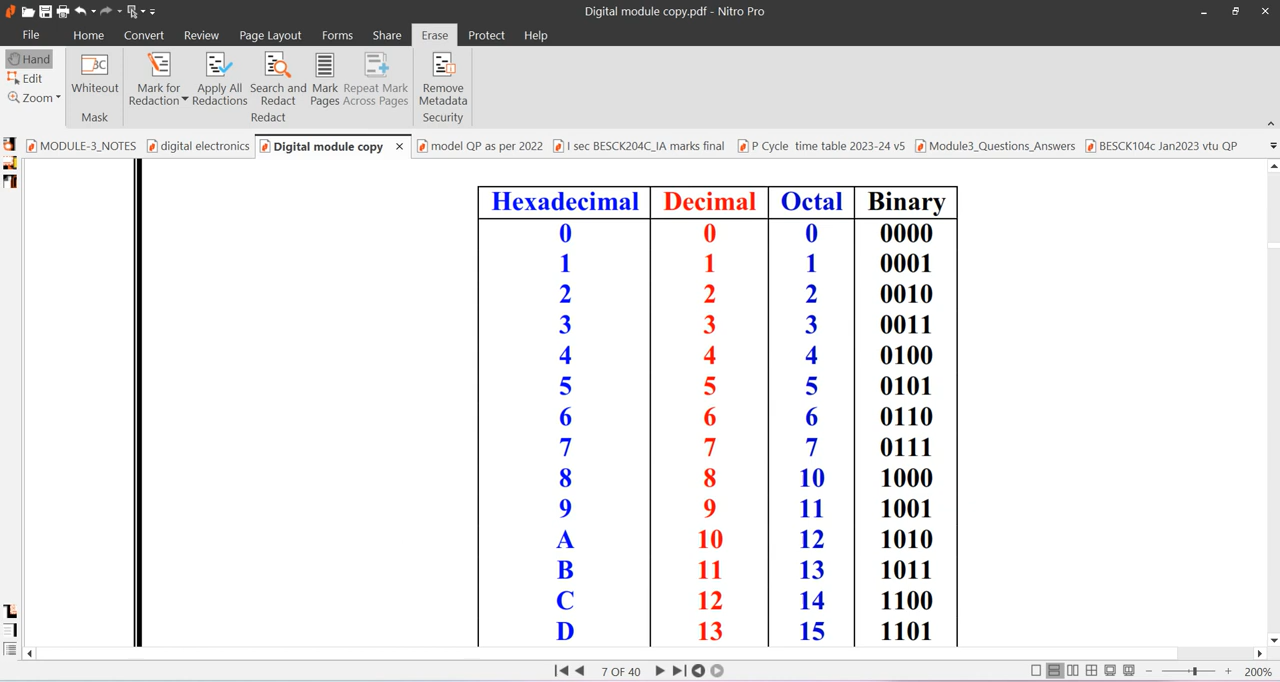 Digital module copy.pdf - Nitro Pro
File Home Convert Review Page Layout Forms Share Erase Protect Help
Hand
Edit
Zoom
Whiteout
Mask
Mark for Redaction
Apply All Redactions
Search and Redact
Mark Pages
Repeat Mark Across Pages
Redact
Remove Metadata
Security
MODULE-3_NOTES digital electronics Digital module copy model QP as per 2022 I sec BESCK204C_IA marks final P Cycle time table 2023-24 v5 Module3_Questions_Answers BESCK104c Jan2023 vtu QP
Hexadecimal Decimal Octal Binary
0 0 0 0000
1 1 1 0001
2 2 2 0010
3 3 3 0011
4 4 4 0100
5 5 5 0101
6 6 6 0110
7 7 7 0111
8 8 10 1000
9 9 11 1001
A 10 12 1010
B 11 13 1011
C 12 14 1100
D 13 15 1101
7 OF 40
200%